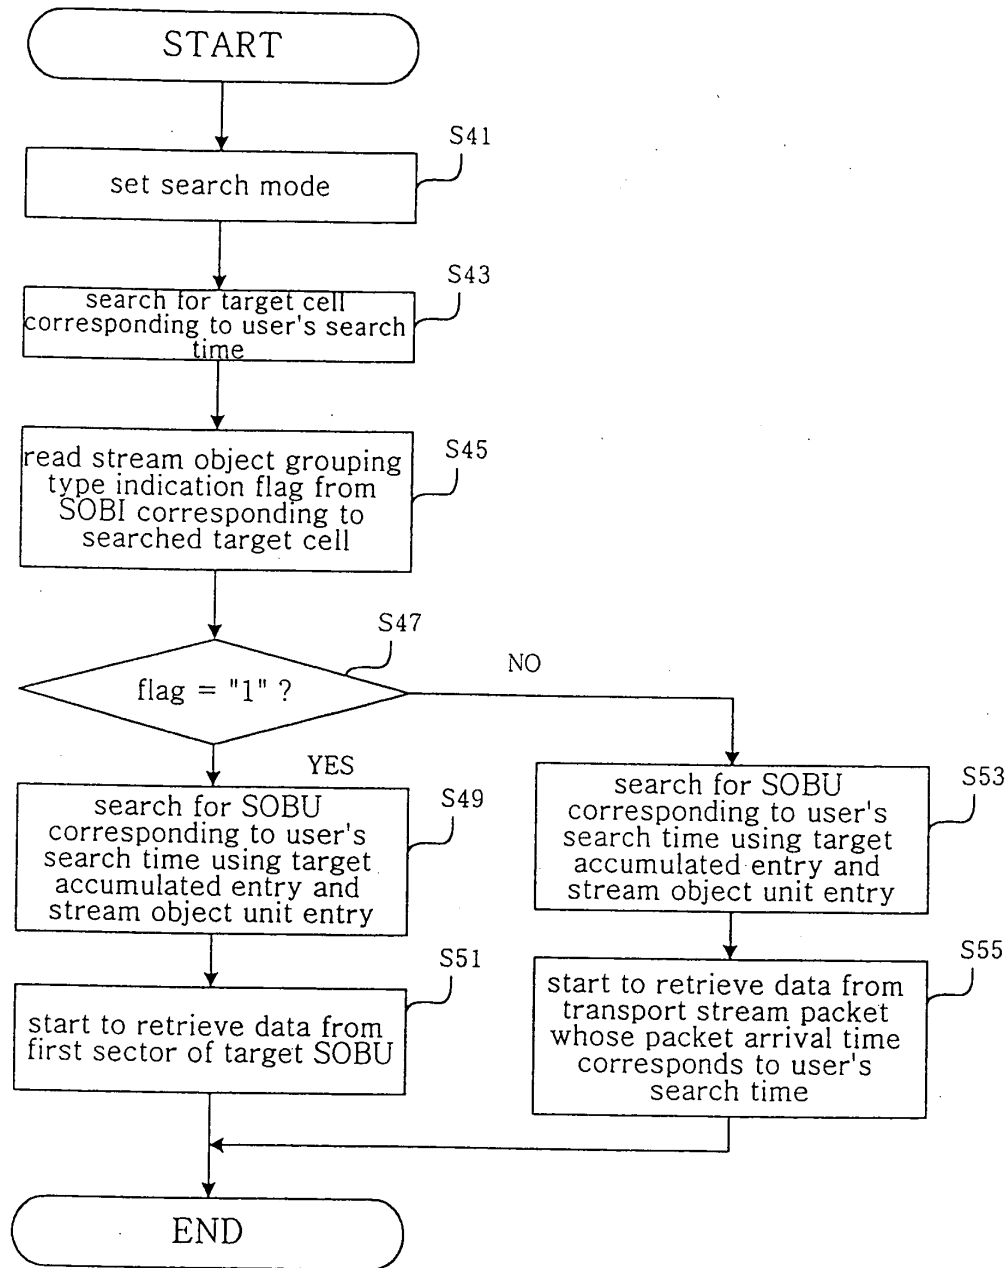 START
S41
set search mode
S43
search for target cell
corresponding to user's search
time
S45
read stream object grouping
type indication flag from
SOBI corresponding to
searched target cell
S47
flag = "1" ?
NO
YES
S49
search for SOBU
corresponding to user's
search time using target
accumulated entry and
stream object unit entry
S53
search for SOBU
corresponding to user's
search time using target
accumulated entry and
stream object unit entry
S51
start to retrieve data from
first sector of target SOBU
S55
start to retrieve data from
transport stream packet
whose packet arrival time
corresponds to user's
search time
END